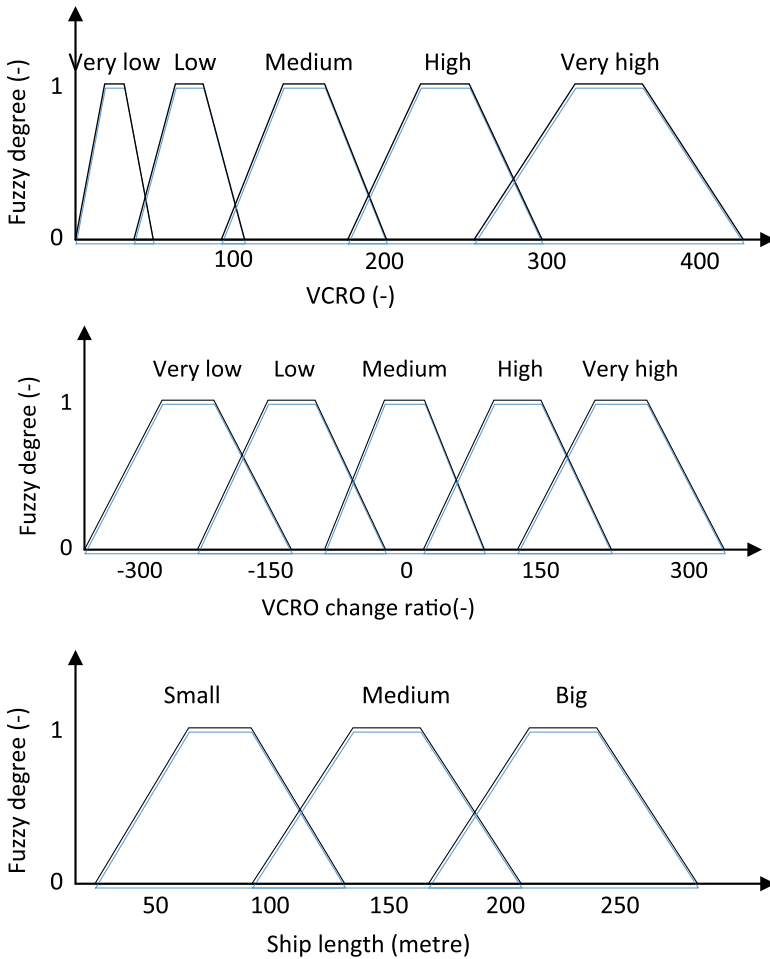 Very low Low Medium High Very high
1
Fuzzy degree (-)
0
100 200 300 400
VCRO (-)
Very low Low Medium High Very high
1
Fuzzy degree (-)
0
-300 -150 0 150 300
VCRO change ratio(-)
Small Medium Big
1
Fuzzy degree (-)
0
50 100 150 200 250
Ship length (metre)